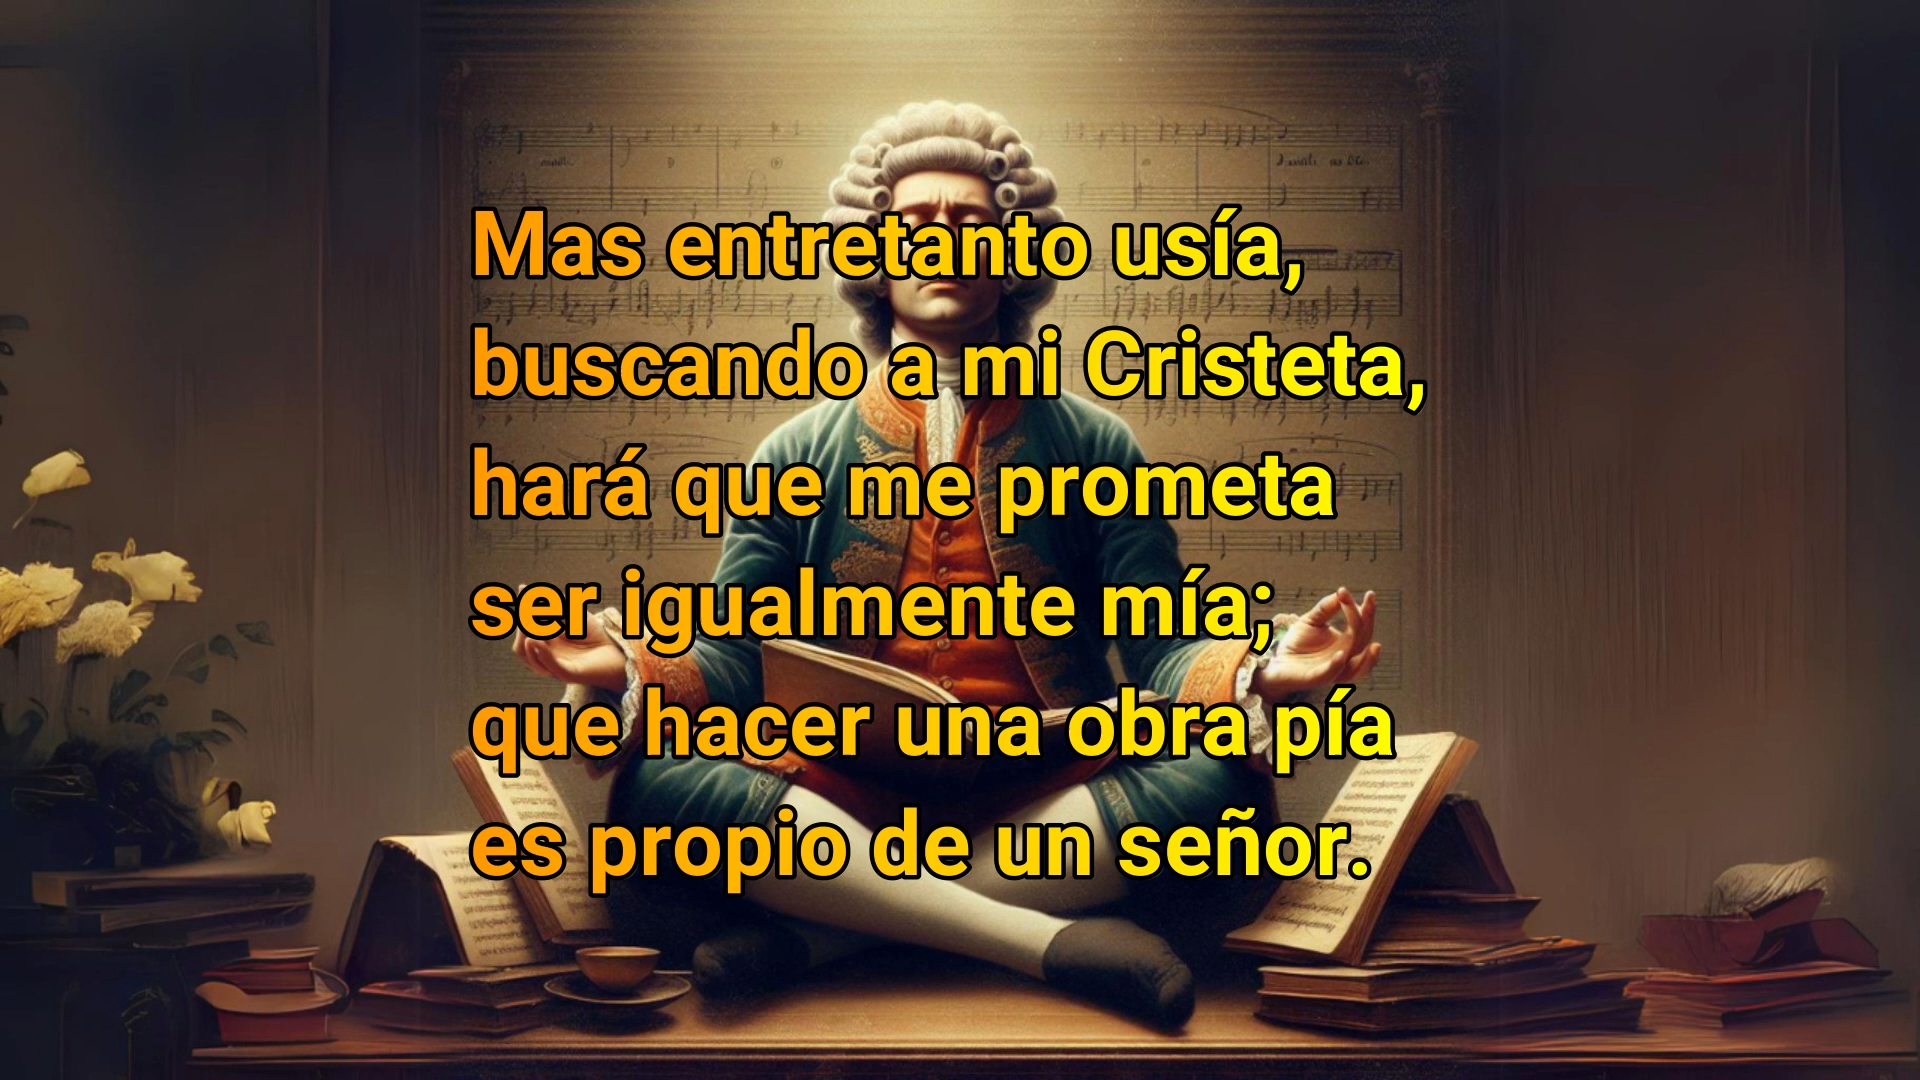 Mas entretanto usía,
buscando a mi Cristeta,
hará que me prometa
ser igualmente mía;
que hacer una obra pía
es propio de un señor.